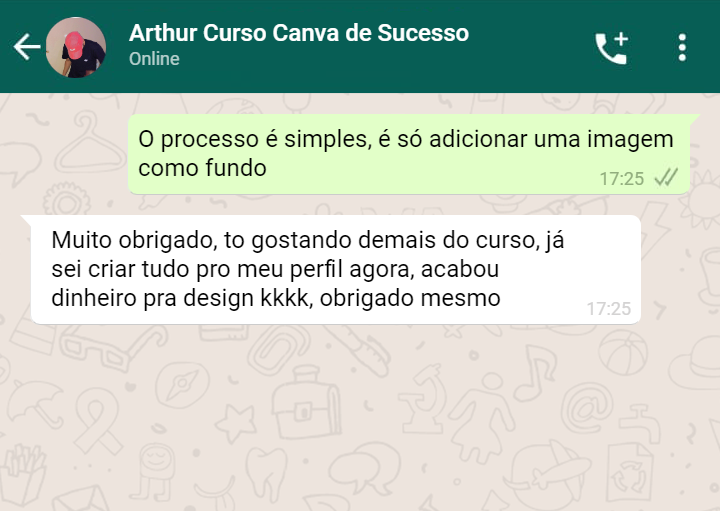 Arthur Curso Canva de Sucesso
Online
O processo é simples, é só adicionar uma imagem
como fundo
17:25
Muito obrigado, to gostando demais do curso, já
sei criar tudo pro meu perfil agora, acabou
dinheiro pra design kkkk, obrigado mesmo
17:25